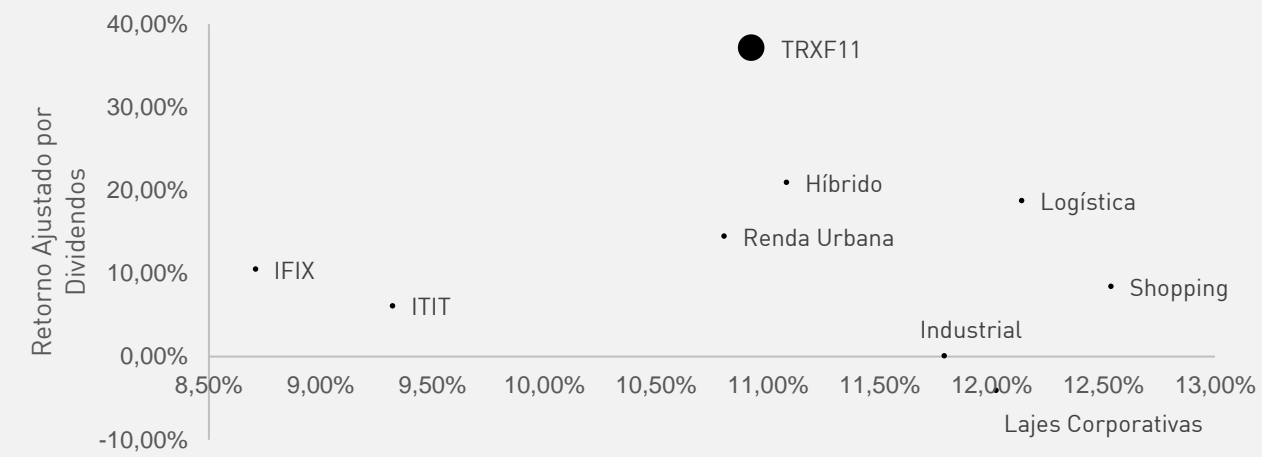 40,00%
TRXF11
30,00%
Retorno Ajustado por
Dividendos
20,00%
Híbrido
Logística
Renda Urbana
10,00%
IFIX
ITIT
Shopping
Industrial
0,00%
8,50% 9,00% 9,50% 10,00% 10,50% 11,00% 11,50% 12,00% 12,50% 13,00%
Lajes Corporativas
-10,00%